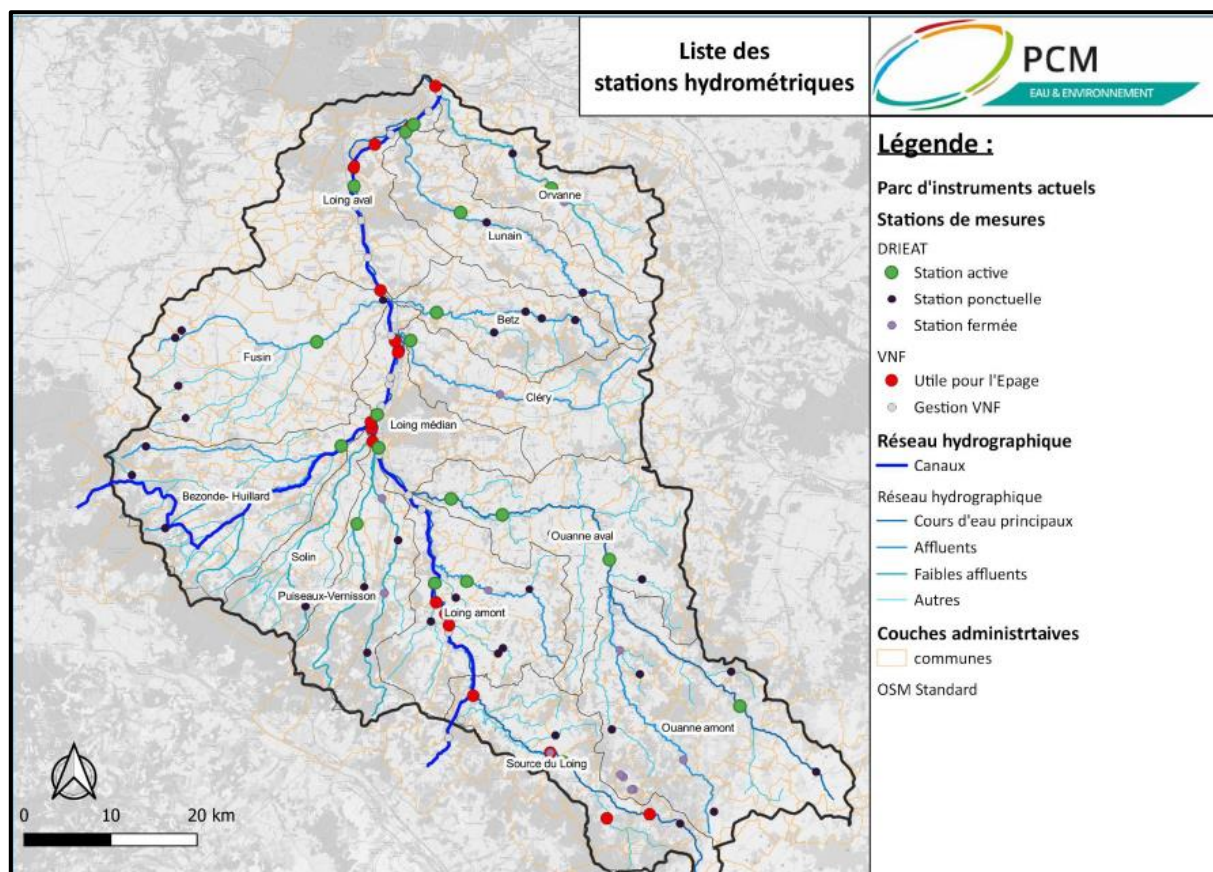 Liste des
stations hydrométriques
PCM
EAU & ENVIRONNEMENT
Légende :
Parc d'instruments actuels
Stations de mesures
DRIEAT
Station active
Station ponctuelle
Station fermée
VNF
Utile pour l'Epage
Gestion VNF
Réseau hydrographique
Canaux
Réseau hydrographique
Cours d'eau principaux
Affluents
Faibles affluents
Autres
Couches administrtaives
communes
OSM Standard
Orvanne
Loing aval
Lunain
Betz
Fusin
Cléry
Loing médian
Bezonde- Huillard
Ouanne aval
Solin
Puiseaux-Vernisson
Loing amont
Ouanne amont
Source du Loing
0 10 20 km